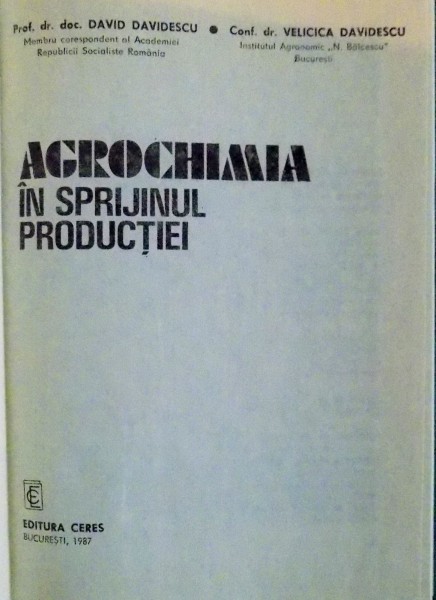 Prof. dr. doc. DAVID DAVIDESCU ● Conf. dr. VELICICA DAVIDESCU
Membru corespondent al Academiei
Republicii Socialiste România
Institutul Agronomic „N. Bălcescu"
București
AGROCHIMIA
ÎN SPRIJINUL
PRODUCȚIEI
EC
EDITURA CERES
BUCUREȘTI, 1987